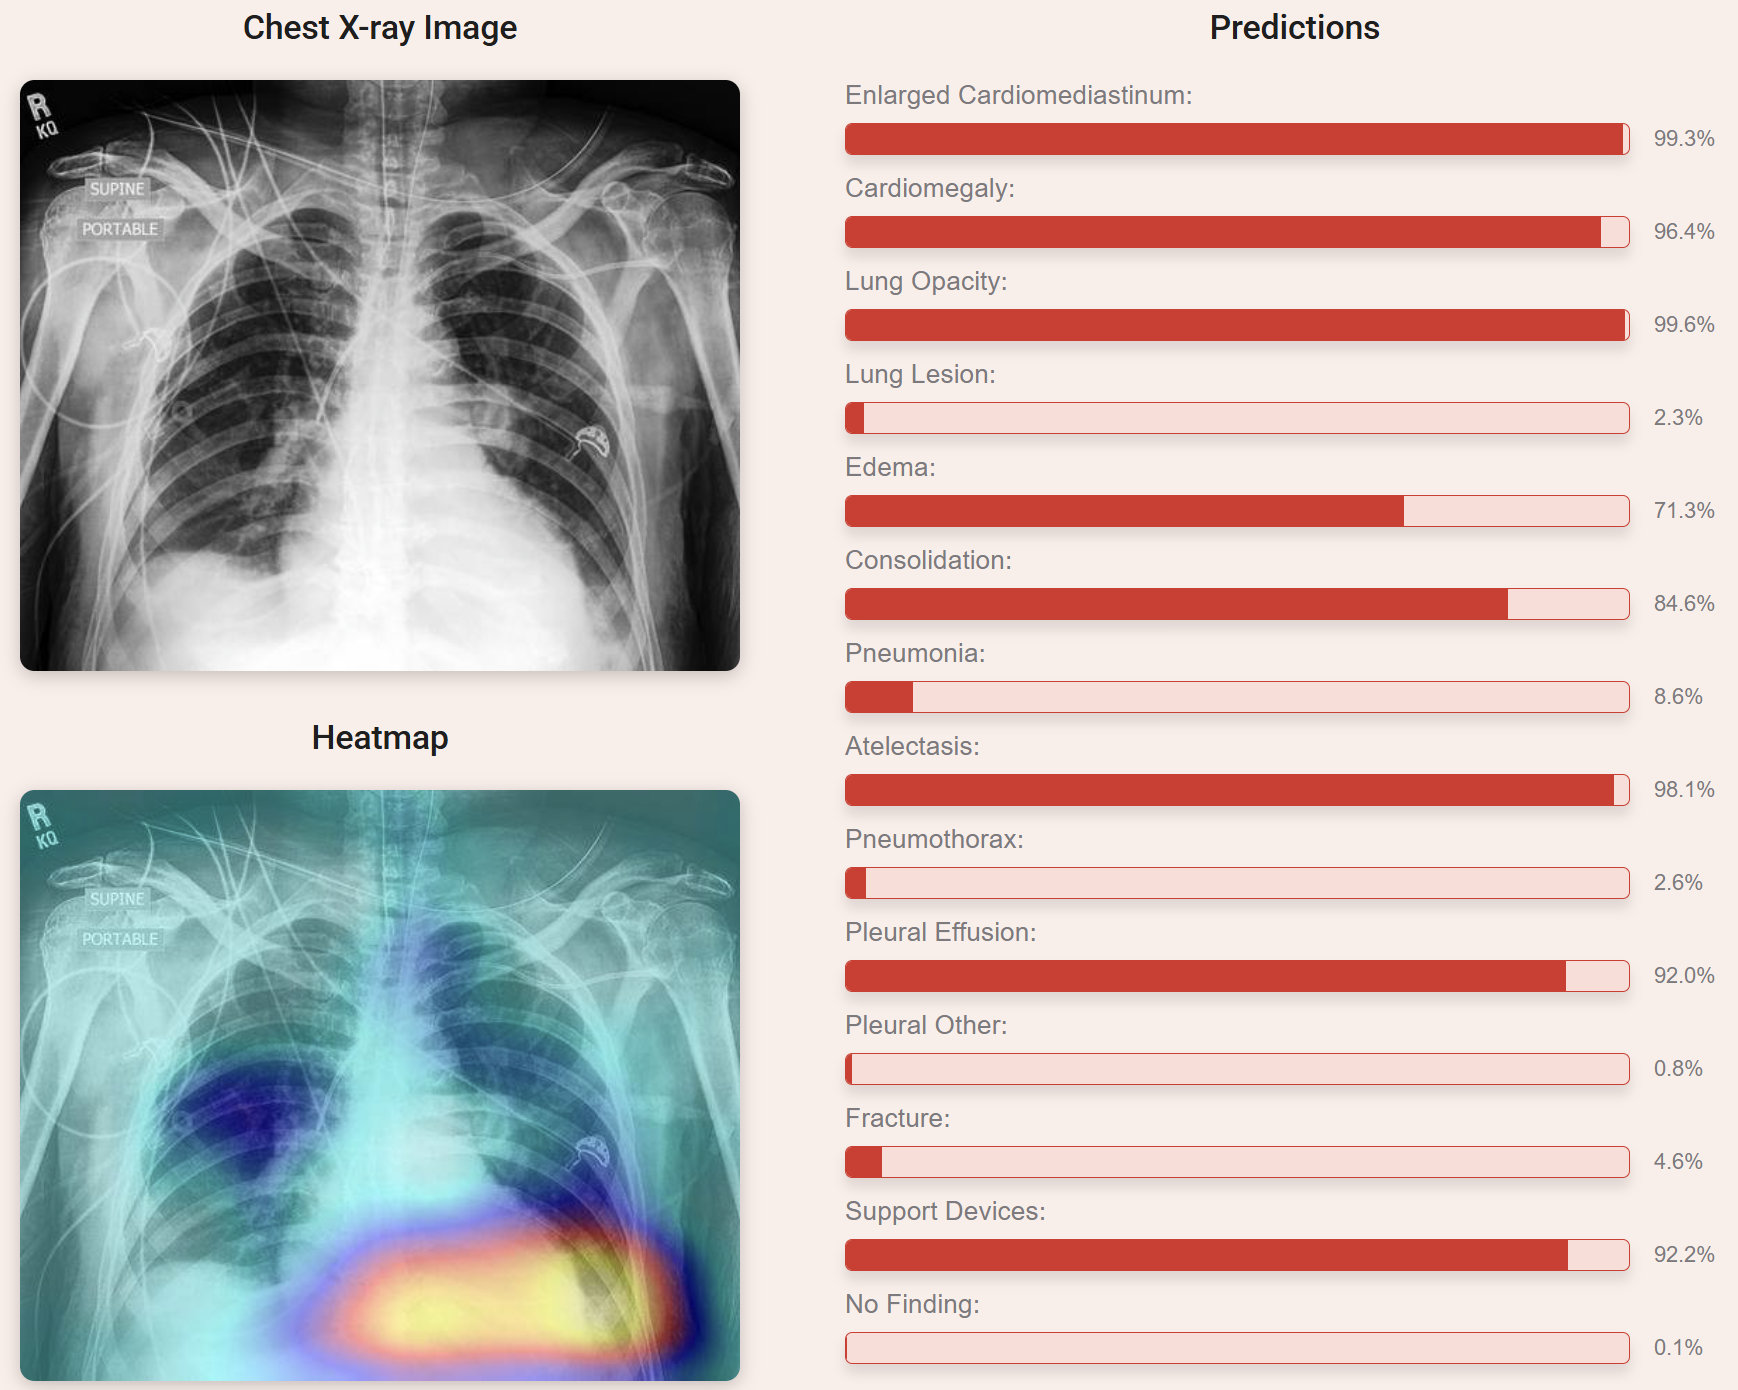 Chest X-ray Image
R
KQ
SUPINE
PORTABLE
Heatmap
R
KQ
SUPINE
PORTABLE
Predictions
Enlarged Cardiomediastinum:
99.3%
Cardiomegaly:
96.4%
Lung Opacity:
99.6%
Lung Lesion:
2.3%
Edema:
71.3%
Consolidation:
84.6%
Pneumonia:
8.6%
Atelectasis:
98.1%
Pneumothorax:
2.6%
Pleural Effusion:
92.0%
Pleural Other:
0.8%
Fracture:
4.6%
Support Devices:
92.2%
No Finding:
0.1%